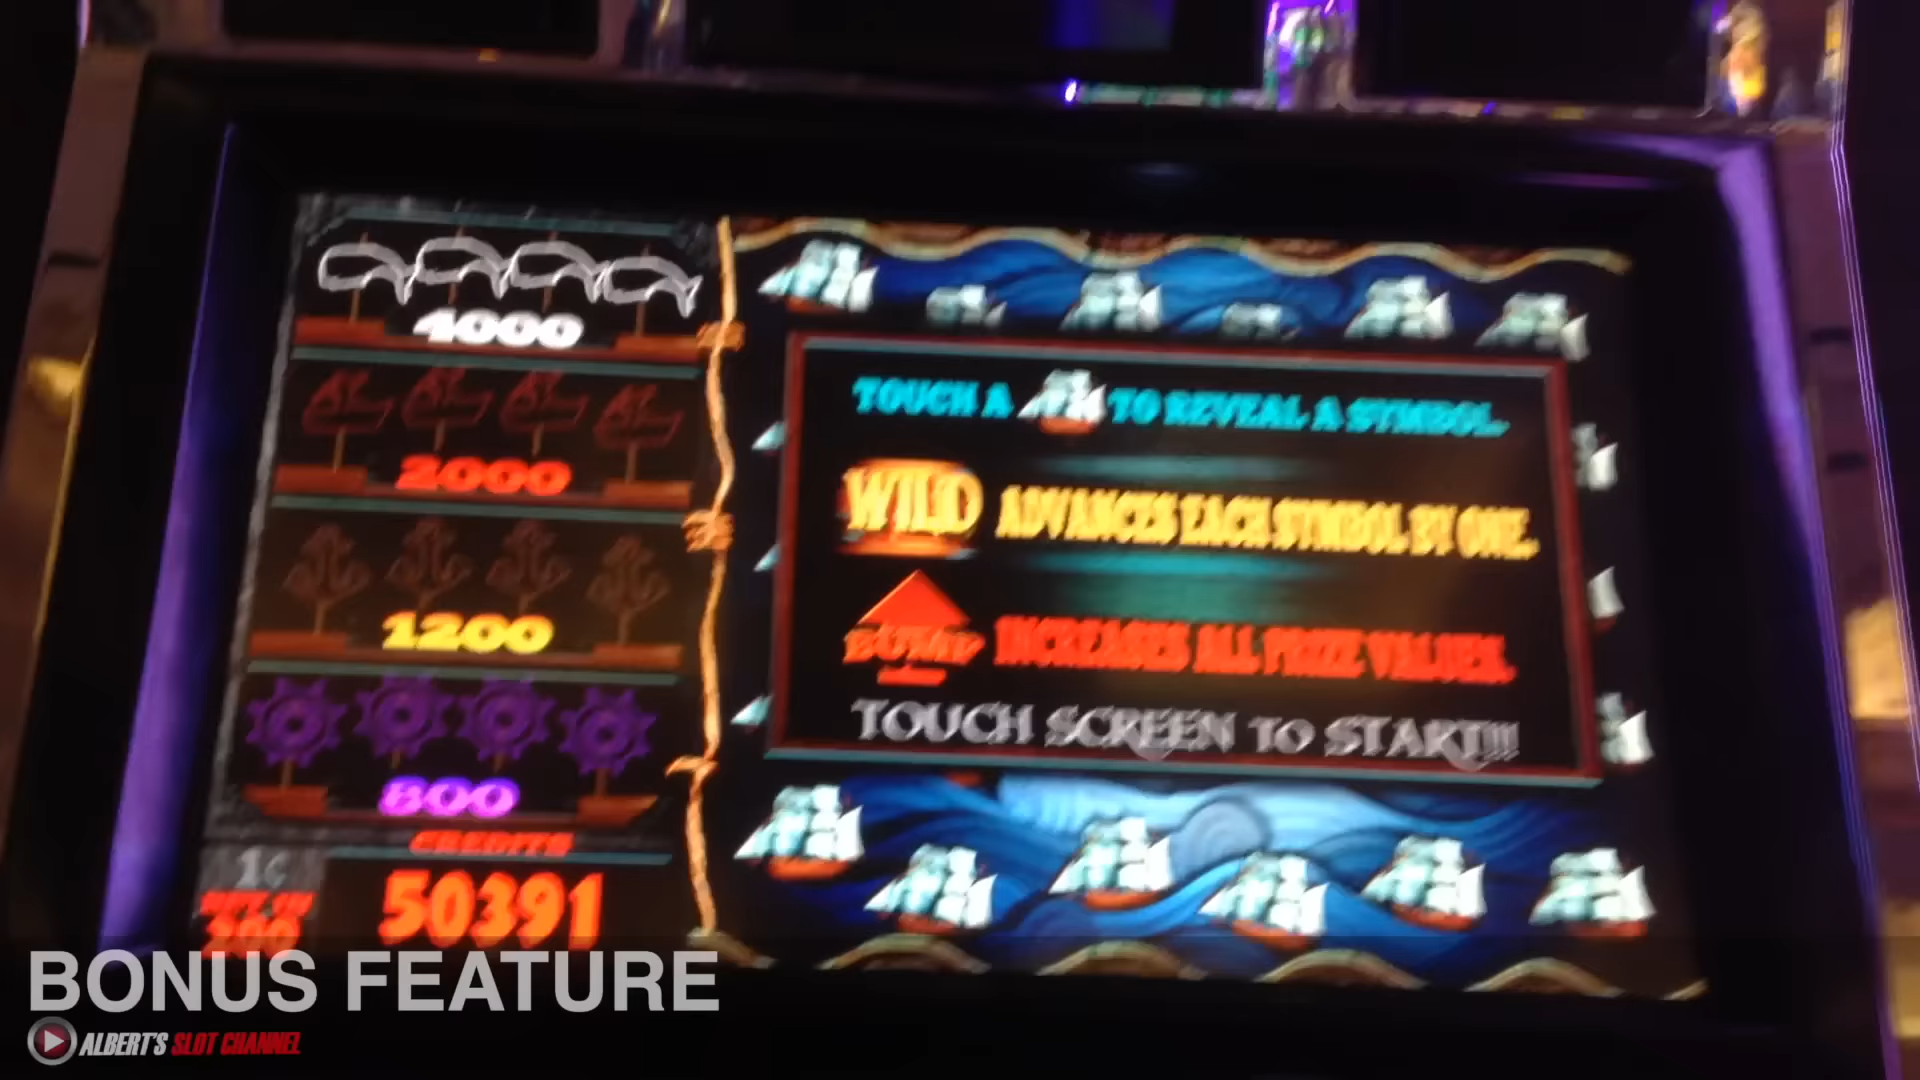 4000
2000
1200
800
CREDITS
1¢
50391
TOUCH A TO REVEAL A SYMBOL.
WILD ADVANCES EACH SYMBOL BY ONE.
BUMP INCREASES ALL PRIZE VALUES.
TOUCH SCREEN TO START!!!
BONUS FEATURE
ALBERT'S SLOT CHANNEL